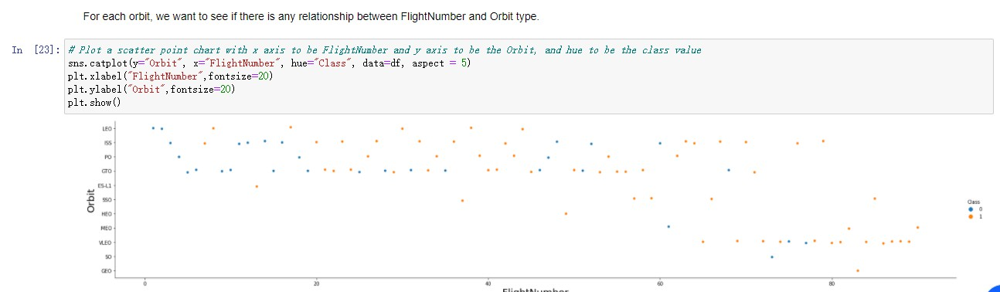 For each orbit, we want to see if there is any relationship between FlightNumber and Orbit type.
In [23]:
# Plot a scatter point chart with x axis to be FlightNumber and y axis to be the Orbit, and hue to be the class value
sns.catplot(y="Orbit", x="FlightNumber", hue="Class", data=df, aspect = 5)
plt.xlabel("FlightNumber",fontsize=20)
plt.ylabel("Orbit",fontsize=20)
plt.show()
LEO
ISS
PO
GTO
ES-L1
SSO
HEO
MEO
VLEO
SO
GEO
Orbit
Class
0
1
0 20 40 60 80
FlightNumber